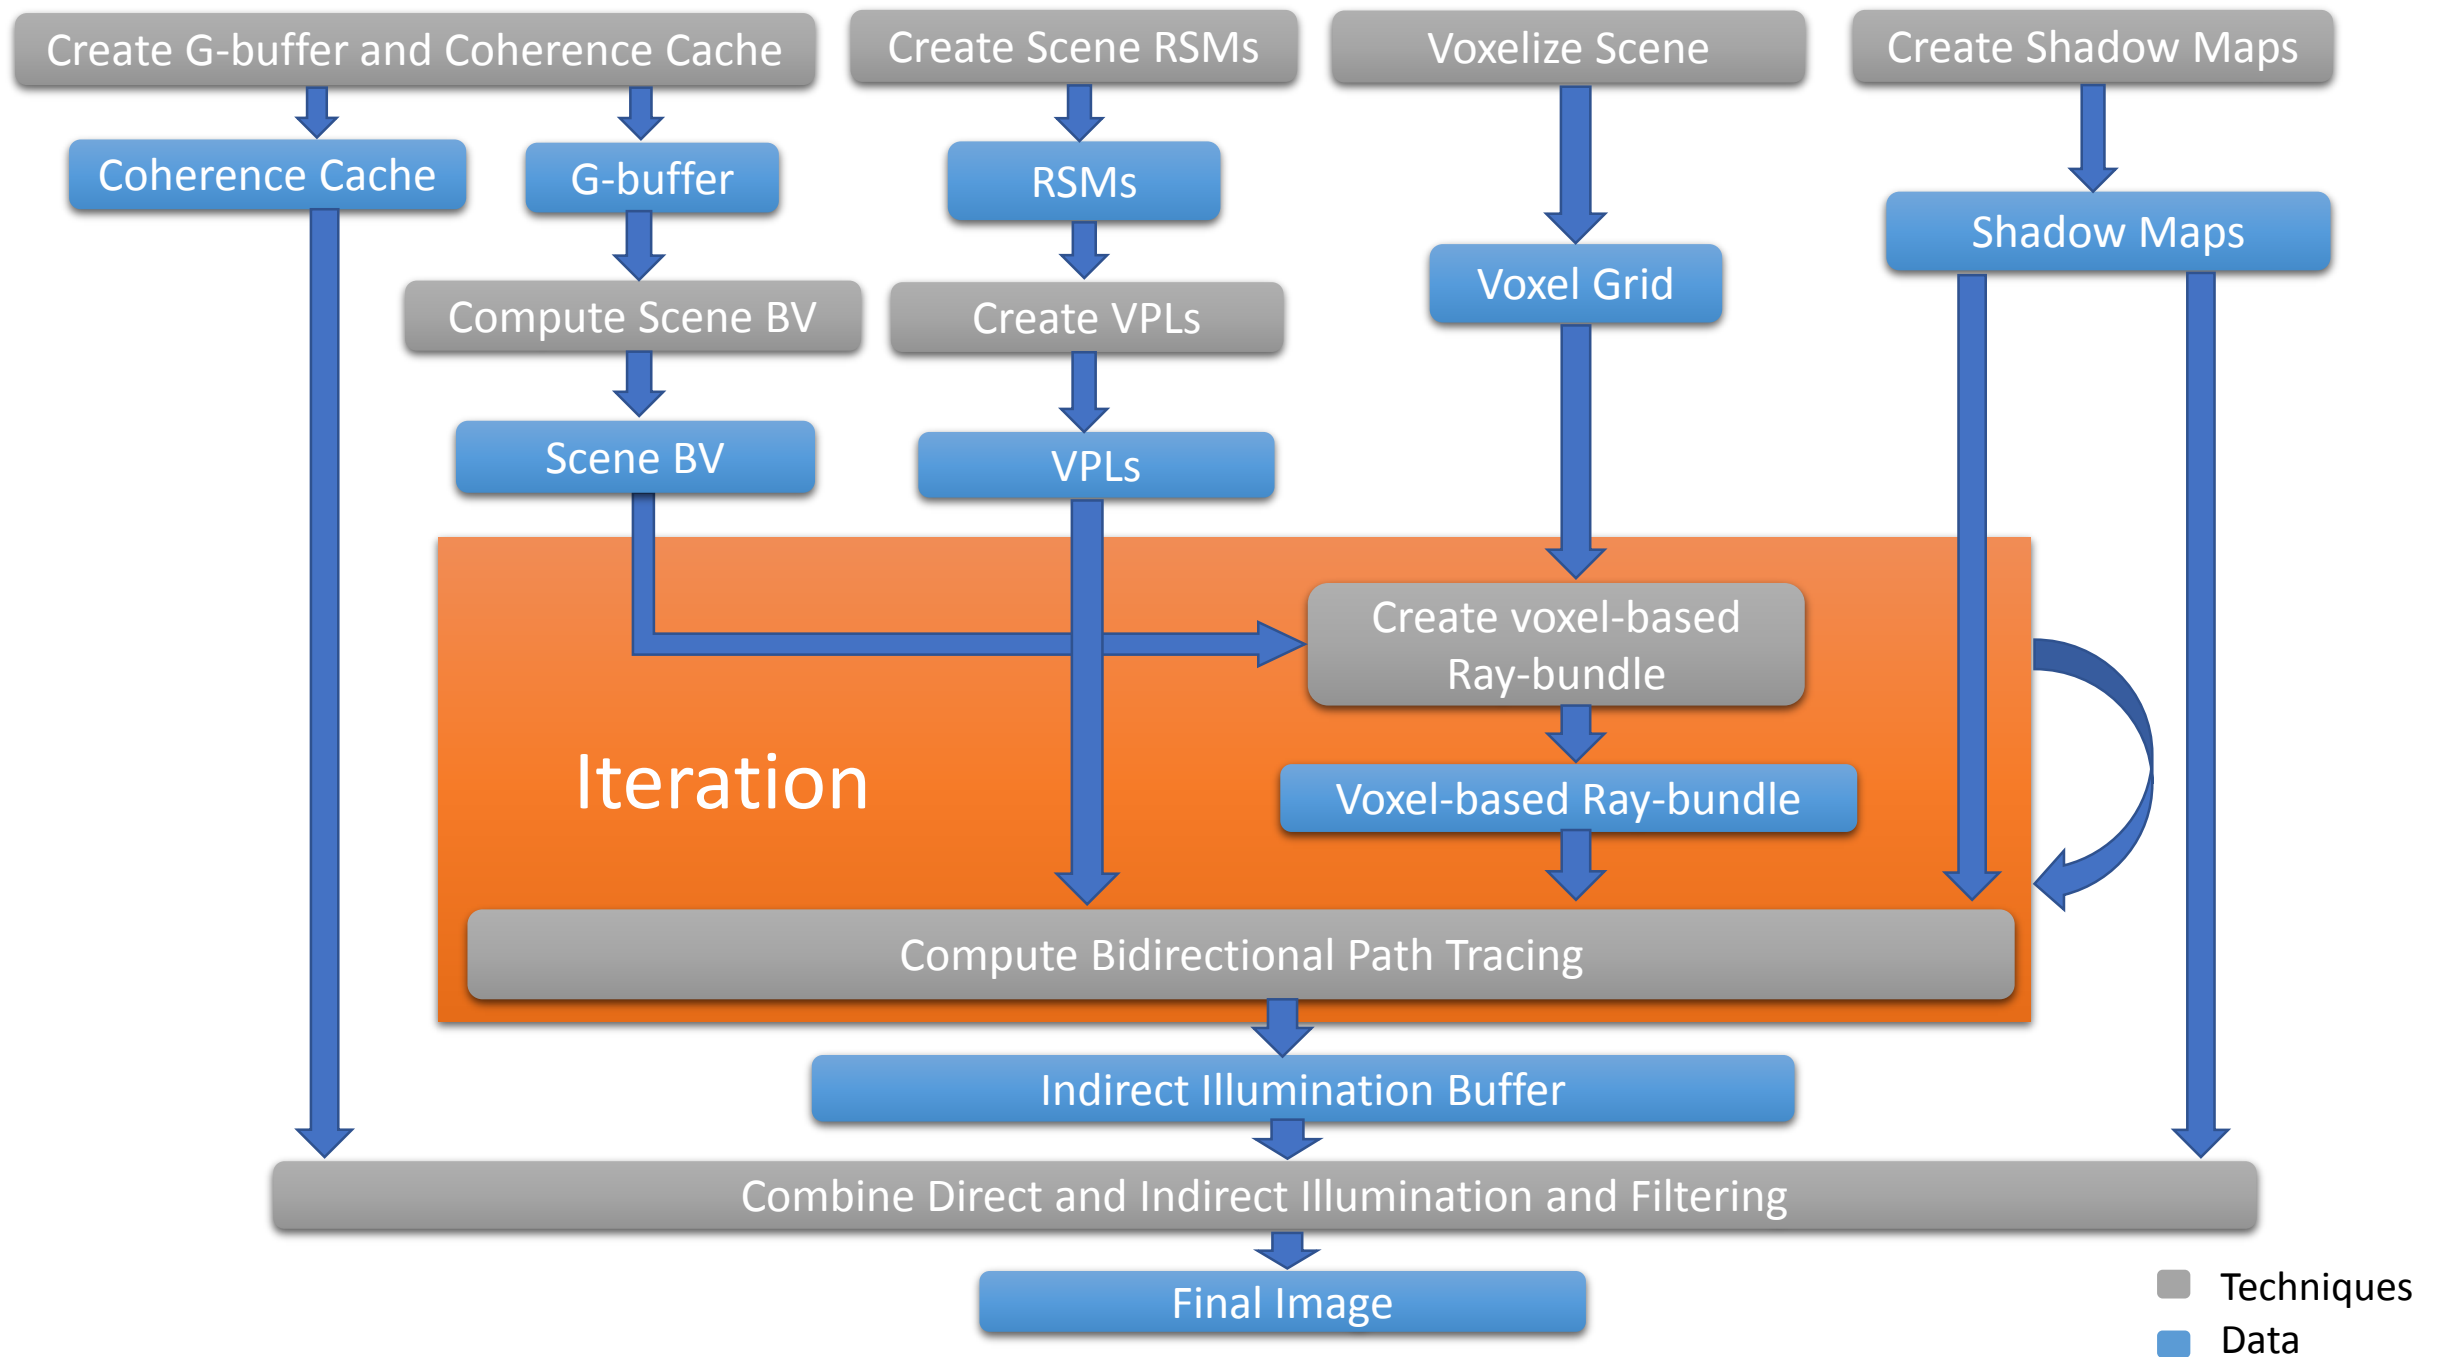 Create G-buffer and Coherence Cache
Create Scene RSMs
Voxelize Scene
Create Shadow Maps
Coherence Cache
G-buffer
RSMs
Shadow Maps
Voxel Grid
Compute Scene BV
Create VPLs
Scene BV
VPLs
Create voxel-based
Ray-bundle
Iteration
Voxel-based Ray-bundle
Compute Bidirectional Path Tracing
Indirect Illumination Buffer
Combine Direct and Indirect Illumination and Filtering
Final Image
Techniques
Data